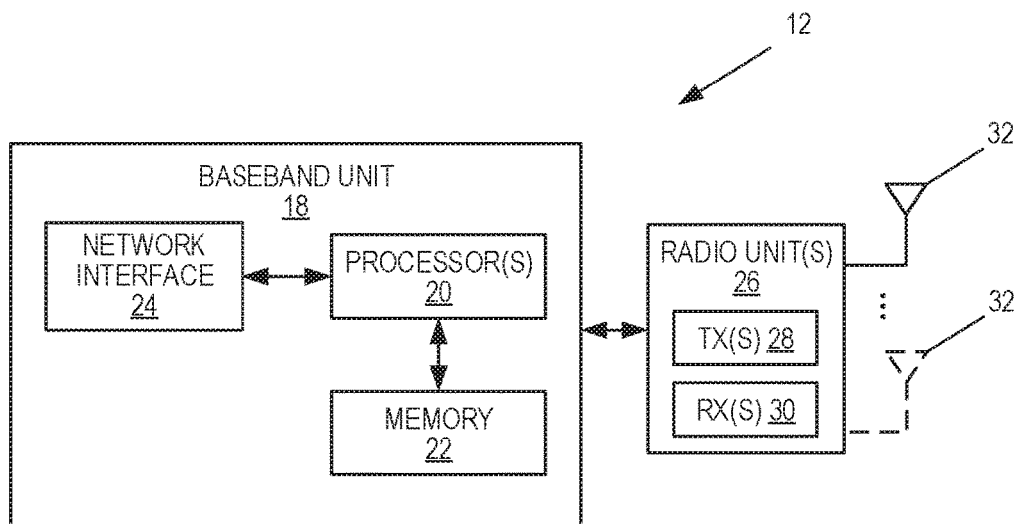 12
BASEBAND UNIT
18
NETWORK
INTERFACE
24
PROCESSOR(S)
20
MEMORY
22
RADIO UNIT(S)
26
TX(S) 28
RX(S) 30
32
32